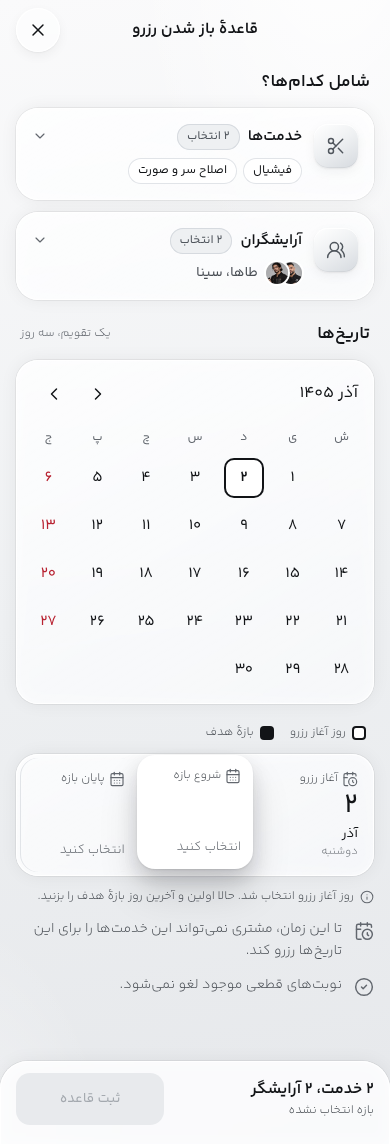 قاعدهٔ باز شدن رزرو
شامل کدام‌ها؟
خدمت‌ها ۲ انتخاب
فیشیال اصلاح سر و صورت
آرایشگران ۲ انتخاب
طاها، سینا
تاریخ‌ها یک تقویم، سه روز
آذر ۱۴۰۵
ش ی د س چ پ ج
۱ ۲ ۳ ۴ ۵ ۶
۷ ۸ ۹ ۱۰ ۱۱ ۱۲ ۱۳
۱۴ ۱۵ ۱۶ ۱۷ ۱۸ ۱۹ ۲۰
۲۱ ۲۲ ۲۳ ۲۴ ۲۵ ۲۶ ۲۷
۲۸ ۲۹ ۳۰
روز آغاز رزرو بازهٔ هدف
آغاز رزرو شروع بازه پایان بازه
۲
آذر
دوشنبه انتخاب کنید انتخاب کنید
روز آغاز رزرو انتخاب شد. حالا اولین و آخرین روز بازهٔ هدف را بزنید.
تا این زمان، مشتری نمی‌تواند این خدمت‌ها را برای این
تاریخ‌ها رزرو کند.
نوبت‌های قطعی موجود لغو نمی‌شود.
۲ خدمت، ۲ آرایشگر
بازه انتخاب نشده
ثبت قاعده